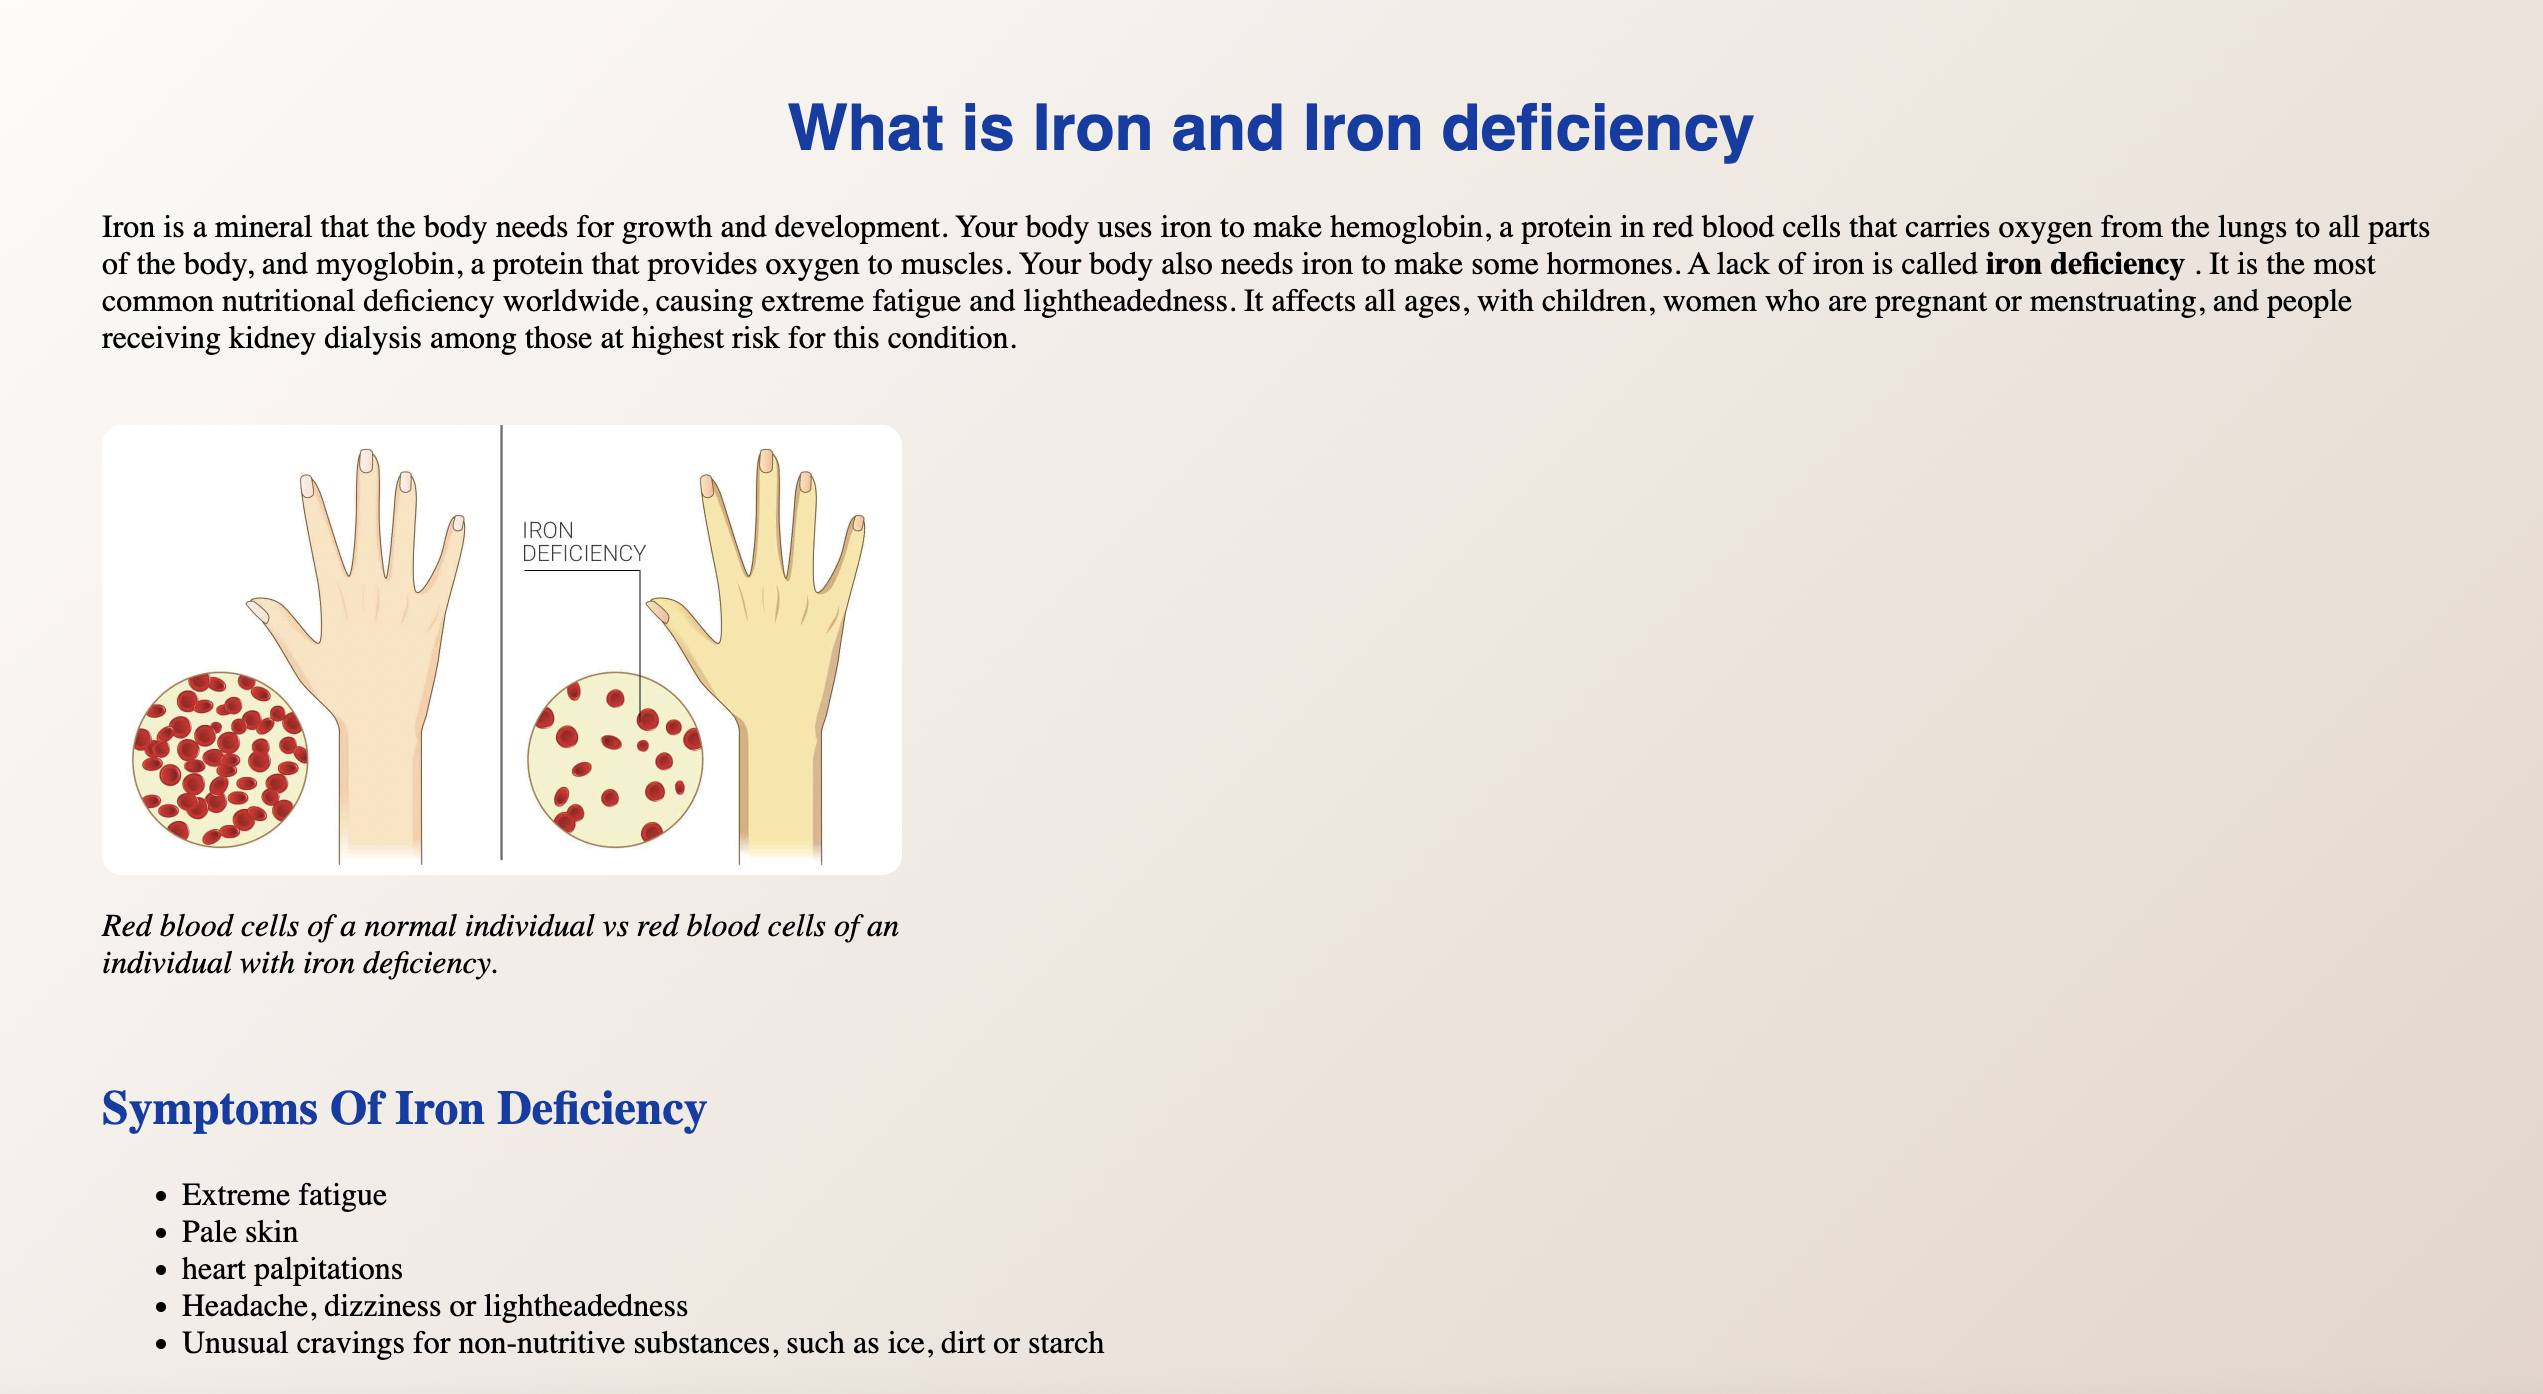 What is Iron and Iron deficiency
Iron is a mineral that the body needs for growth and development. Your body uses iron to make hemoglobin, a protein in red blood cells that carries oxygen from the lungs to all parts
of the body, and myoglobin, a protein that provides oxygen to muscles. Your body also needs iron to make some hormones. A lack of iron is called iron deficiency . It is the most
common nutritional deficiency worldwide, causing extreme fatigue and lightheadedness. It affects all ages, with children, women who are pregnant or menstruating, and people
receiving kidney dialysis among those at highest risk for this condition.
IRON
DEFICIENCY
Red blood cells of a normal individual vs red blood cells of an
individual with iron deficiency.
Symptoms Of Iron Deficiency
• Extreme fatigue
• Pale skin
• heart palpitations
• Headache, dizziness or lightheadedness
• Unusual cravings for non-nutritive substances, such as ice, dirt or starch